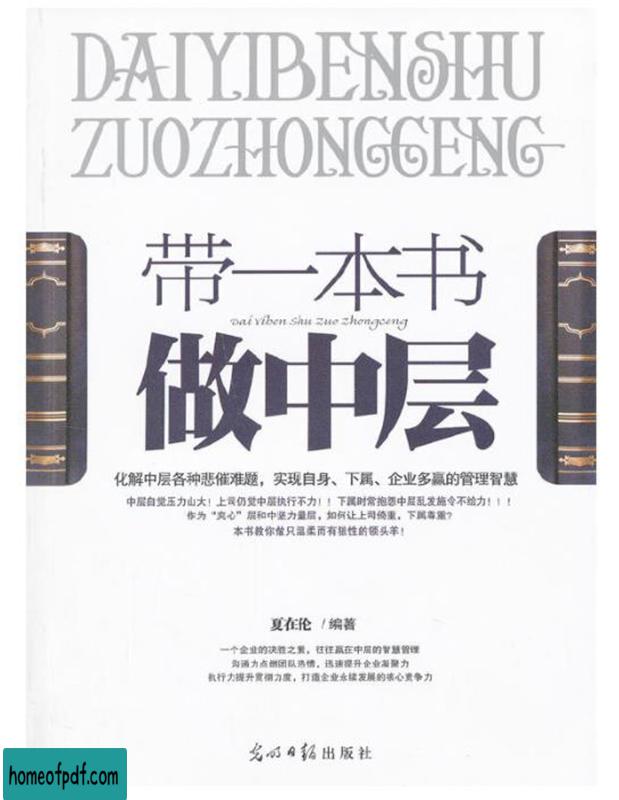 DAIYIBENSHU
ZUOZHONGCENG
带一本书
Dai yiben shu zuo zhongceng
做中层
化解中层各种悲催难题，实现自身、下属、企业多赢的管理智慧
中层自觉压力山大！上司仍觉中层执行不力！！下属时常抱怨中层乱发施令不给力！！！
作为“夹心”层和中坚力量层，如何让上司倚重，下属尊重？
本书教你做只温柔而有狼性的领头羊！
夏在伦 / 编著
一个企业的决胜之素，往往赢在中层的智慧管理
沟通力点燃团队热情，迅速提升企业凝聚力
执行力提升贯彻力度，打造企业永续发展的核心竞争力
光明日报出版社
homeofpdf.com